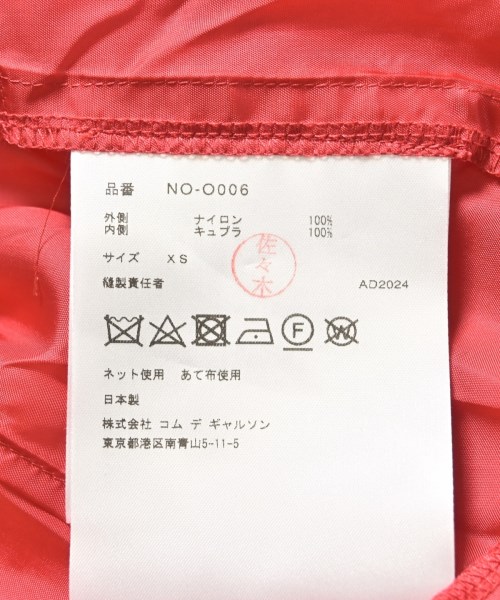 品番 NO-O006
外側 ナイロン 100%
内側 キュプラ 100%
サイズ XS
佐々木
縫製責任者 AD2024
F W
ネット使用 あて布使用
日本製
株式会社 コム デ ギャルソン
東京都港区南青山5-11-5